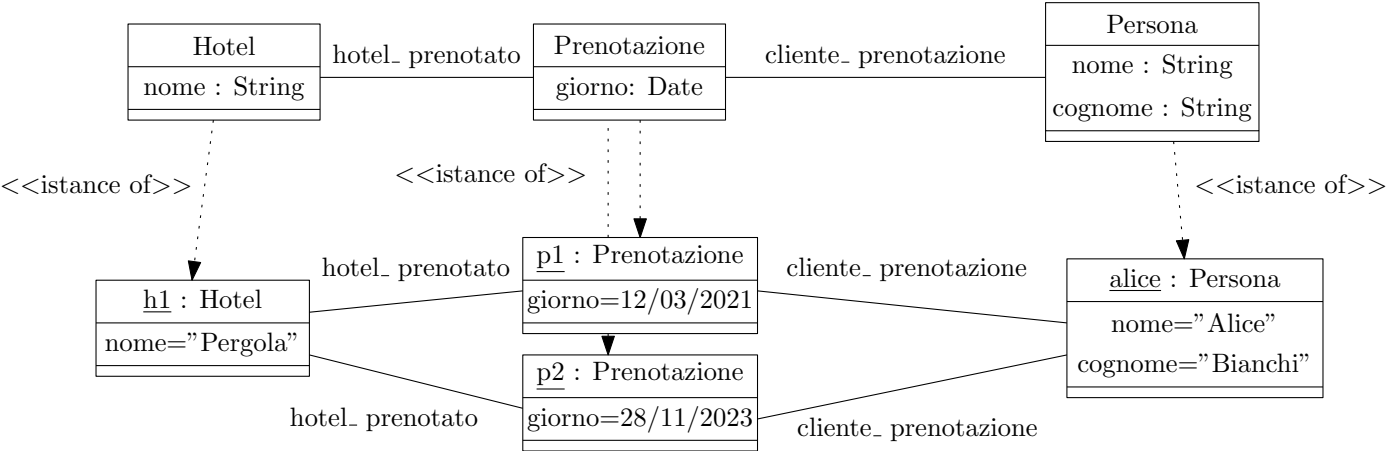 Hotel
nome : String
hotel_ prenotato
Prenotazione
giorno: Date
cliente_ prenotazione
Persona
nome : String
cognome : String
<<istance of>>
<<istance of>>
<<istance of>>
h1 : Hotel
nome="Pergola"
hotel_ prenotato
p1 : Prenotazione
giorno=12/03/2021
cliente_ prenotazione
alice : Persona
nome="Alice"
cognome="Bianchi"
hotel_ prenotato
p2 : Prenotazione
giorno=28/11/2023
cliente_ prenotazione